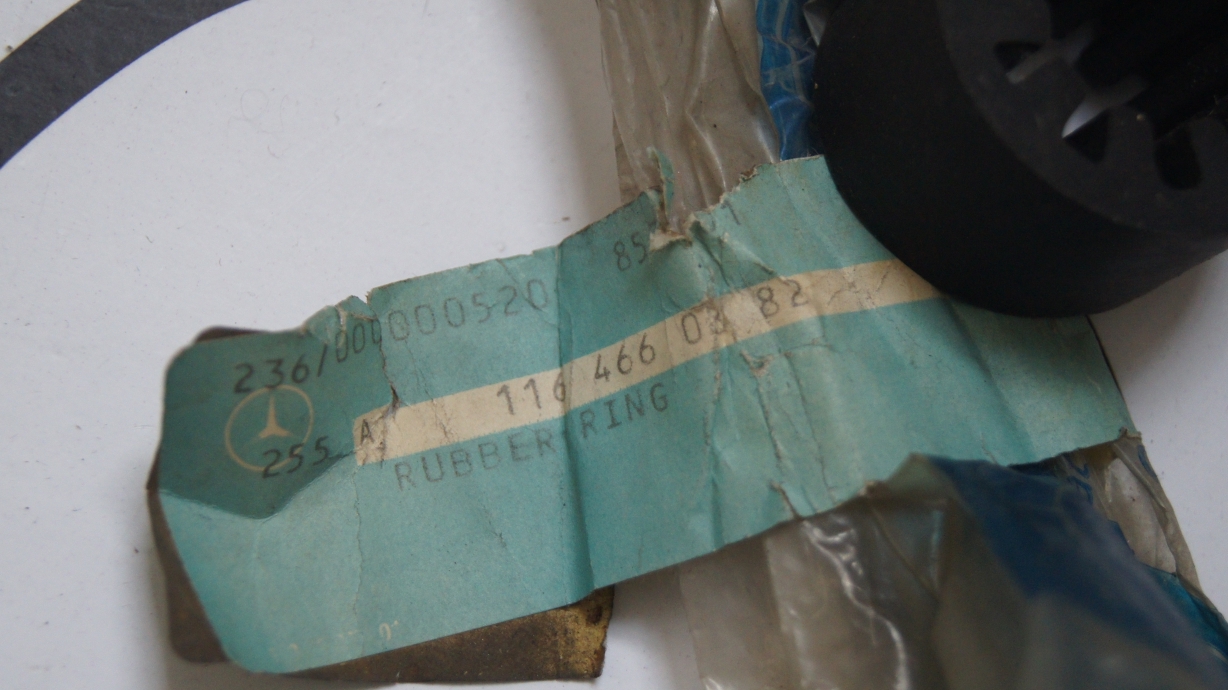 85
236/000000520
A 116 466 03 82
255
RUBBER RING